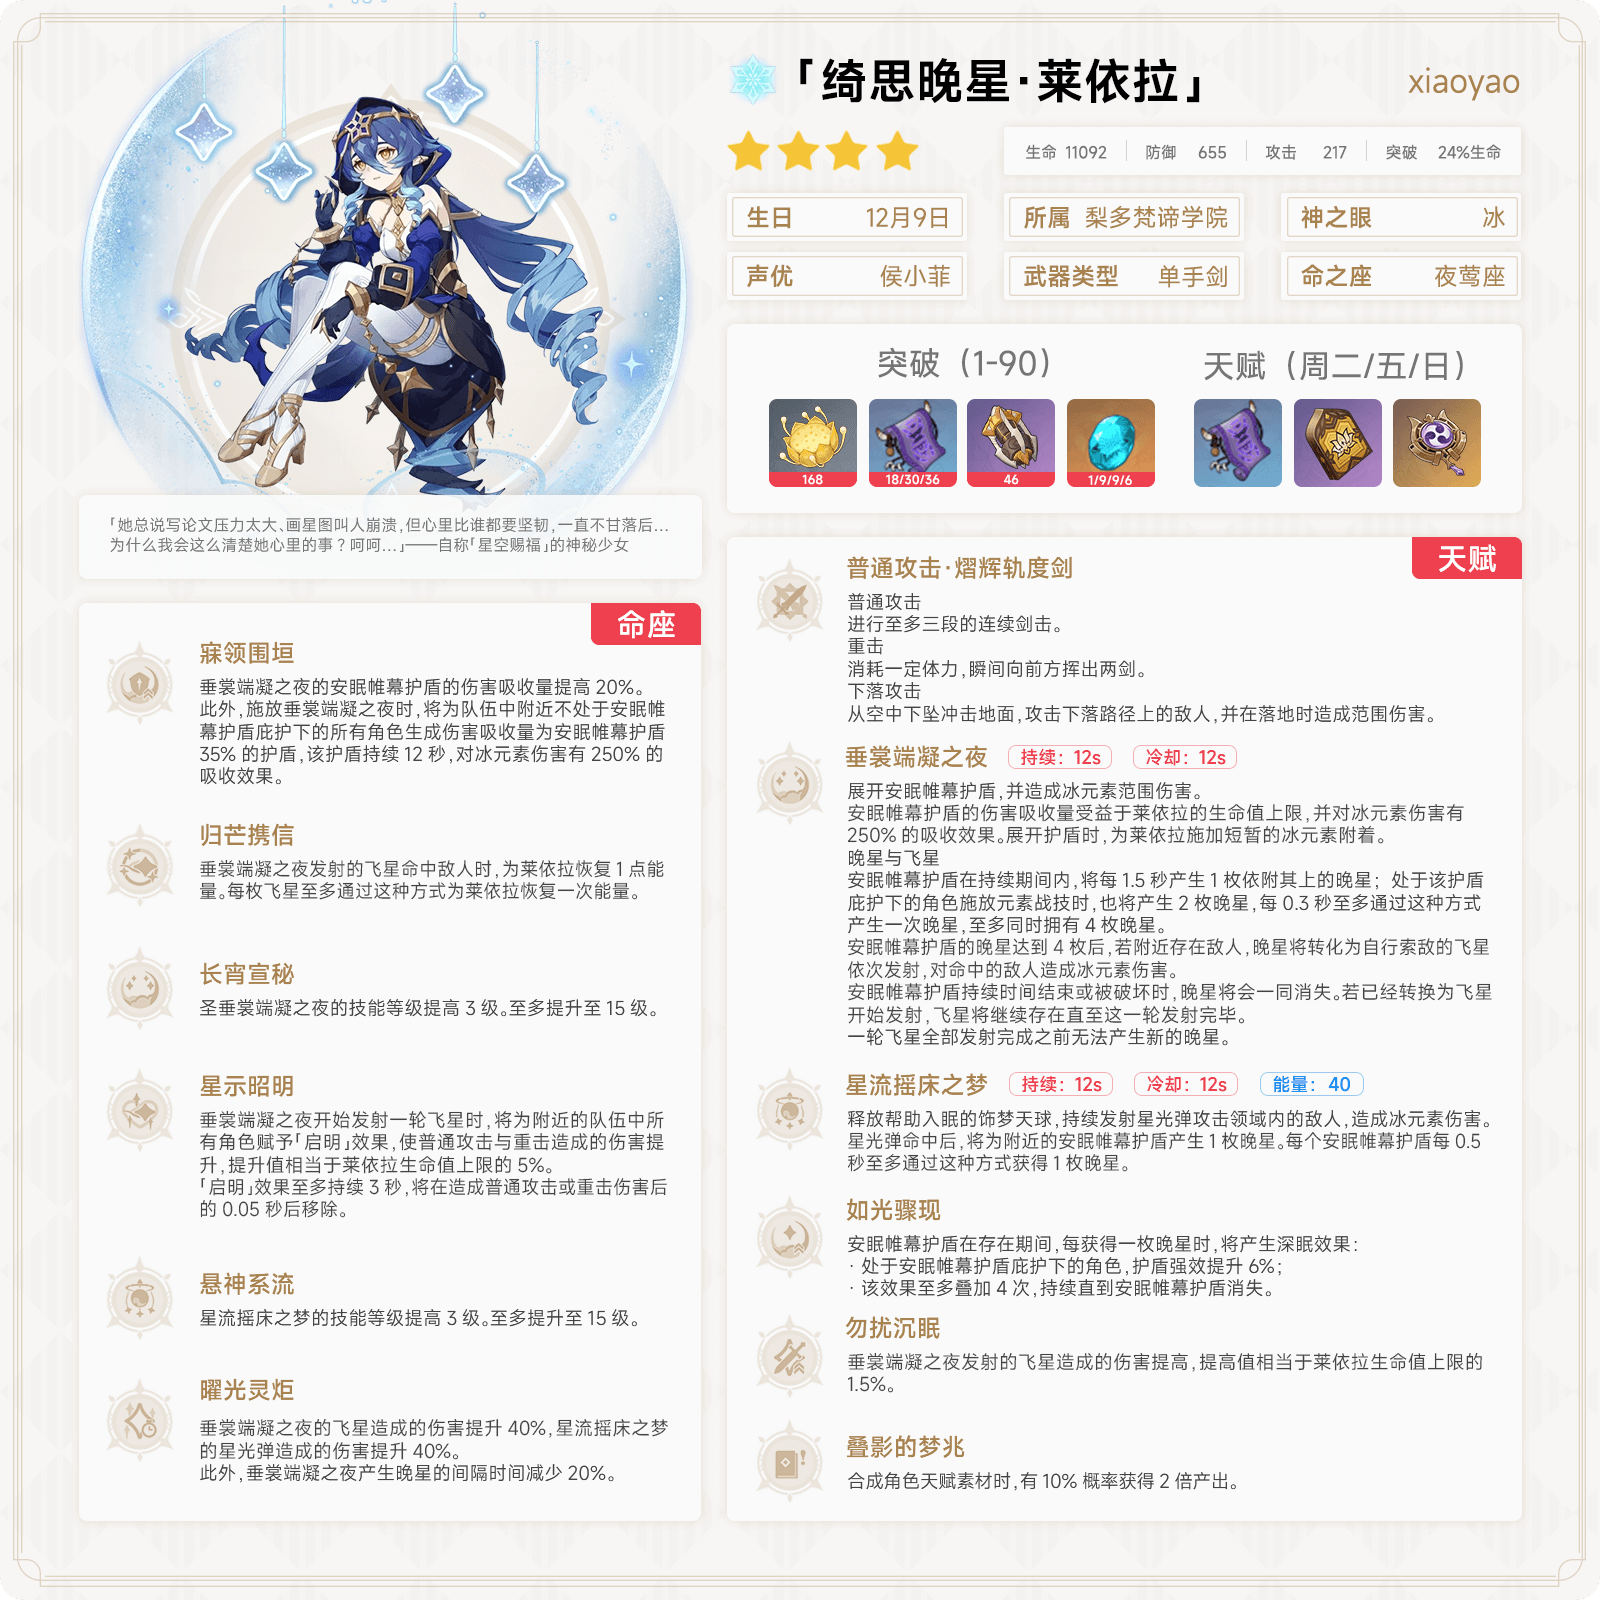 「绮思晚星·莱依拉」
xiaoyao
生命 11092 防御 655 攻击 217 突破 24%生命
生日 12月9日 所属 梨多梵谛学院 神之眼 冰
声优 侯小菲 武器类型 单手剑 命之座 夜莺座
突破（1-90）
168 18/30/36 46 1/9/9/6
天赋（周二/五/日）
「她总说写论文压力太大、画星图叫人崩溃，但心里比谁都要坚韧，一直不甘落后...
为什么我会这么清楚她心里的事？呵呵...」——自称「星空赐福」的神秘少女
命座
寐领围垣
垂裳端凝之夜的安眠帷幕护盾的伤害吸收量提高 20%。
此外，施放垂裳端凝之夜时，将为队伍中附近不处于安眠帷
幕护盾庇护下的所有角色生成伤害吸收量为安眠帷幕护盾
35% 的护盾，该护盾持续 12 秒，对冰元素伤害有 250% 的
吸收效果。
归芒携信
垂裳端凝之夜发射的飞星命中敌人时，为莱依拉恢复 1 点能
量。每枚飞星至多通过这种方式为莱依拉恢复一次能量。
长宵宣秘
圣垂裳端凝之夜的技能等级提高 3 级。至多提升至 15 级。
星示昭明
垂裳端凝之夜开始发射一轮飞星时，将为附近的队伍中所
有角色赋予「启明」效果，使普通攻击与重击造成的伤害提
升，提升值相当于莱依拉生命值上限的 5%。
「启明」效果至多持续 3 秒，将在造成普通攻击或重击伤害后
的 0.05 秒后移除。
悬神系流
星流摇床之梦的技能等级提高 3 级。至多提升至 15 级。
曜光灵炬
垂裳端凝之夜的飞星造成的伤害提升 40%，星流摇床之梦
的星光弹造成的伤害提升 40%。
此外，垂裳端凝之夜产生晚星的间隔时间减少 20%。
天赋
普通攻击·熠辉轨度剑
普通攻击
进行至多三段的连续剑击。
重击
消耗一定体力，瞬间向前方挥出两剑。
下落攻击
从空中下坠冲击地面，攻击下落路径上的敌人，并在落地时造成范围伤害。
垂裳端凝之夜 持续：12s 冷却：12s
展开安眠帷幕护盾，并造成冰元素范围伤害。
安眠帷幕护盾的伤害吸收量受益于莱依拉的生命值上限，并对冰元素伤害有
250% 的吸收效果。展开护盾时，为莱依拉施加短暂的冰元素附着。
晚星与飞星
安眠帷幕护盾在持续期间内，将每 1.5 秒产生 1 枚依附其上的晚星；处于该护盾
庇护下的角色施放元素战技时，也将产生 2 枚晚星，每 0.3 秒至多通过这种方式
产生一次晚星，至多同时拥有 4 枚晚星。
安眠帷幕护盾的晚星达到 4 枚后，若附近存在敌人，晚星将转化为自行索敌的飞星
依次发射，对命中的敌人造成冰元素伤害。
安眠帷幕护盾持续时间结束或被破坏时，晚星将会一同消失。若已经转换为飞星
开始发射，飞星将继续存在直至这一轮发射完毕。
一轮飞星全部发射完成之前无法产生新的晚星。
星流摇床之梦 持续：12s 冷却：12s 能量：40
释放帮助入眠的饰梦天球，持续发射星光弹攻击领域内的敌人，造成冰元素伤害。
星光弹命中后，将为附近的安眠帷幕护盾产生 1 枚晚星。每个安眠帷幕护盾每 0.5
秒至多通过这种方式获得 1 枚晚星。
如光骤现
安眠帷幕护盾在存在期间，每获得一枚晚星时，将产生深眠效果：
· 处于安眠帷幕护盾庇护下的角色，护盾强效提升 6%；
· 该效果至多叠加 4 次，持续直到安眠帷幕护盾消失。
勿扰沉眠
垂裳端凝之夜发射的飞星造成的伤害提高，提高值相当于莱依拉生命值上限的
1.5%。
叠影的梦兆
合成角色天赋素材时，有 10% 概率获得 2 倍产出。